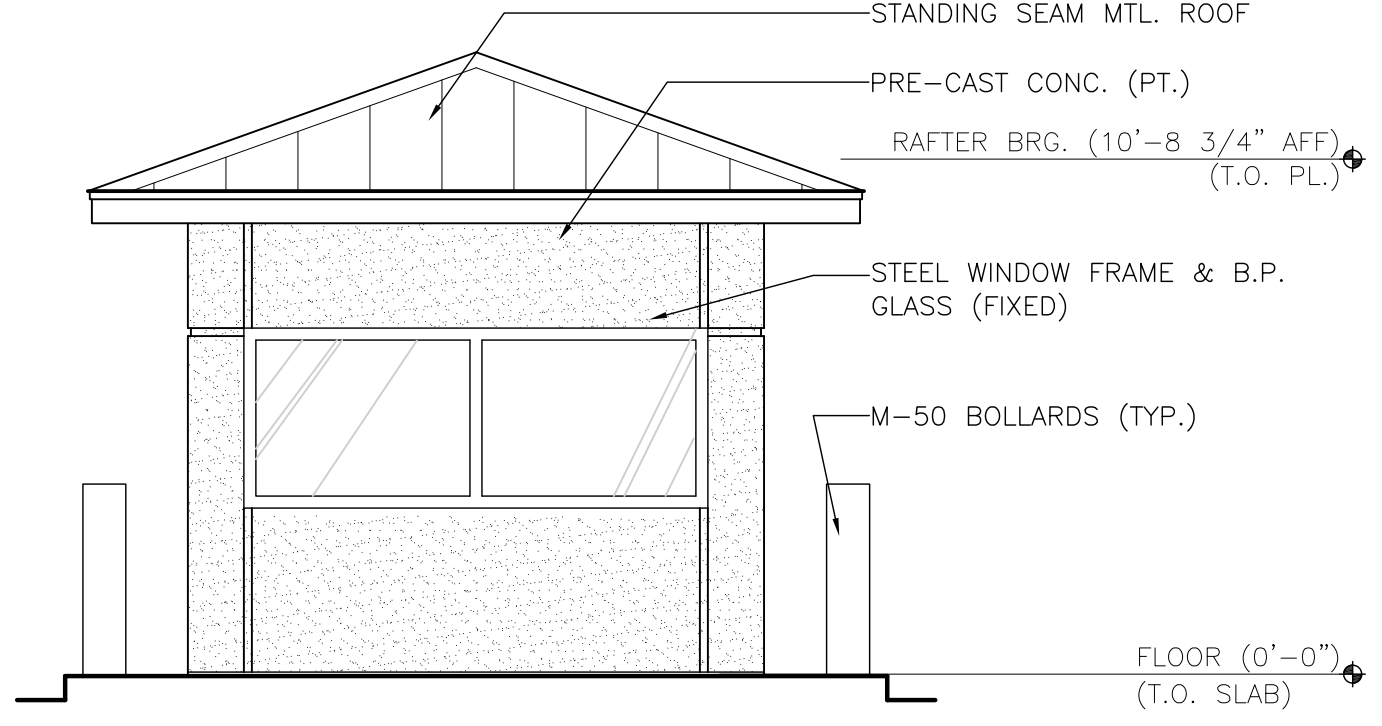 STANDING SEAM MTL. ROOF
PRE-CAST CONC. (PT.)
RAFTER BRG. (10'-8 3/4" AFF)
(T.O. PL.)
STEEL WINDOW FRAME & B.P.
GLASS (FIXED)
M-50 BOLLARDS (TYP.)
FLOOR (0'-0")
(T.O. SLAB)